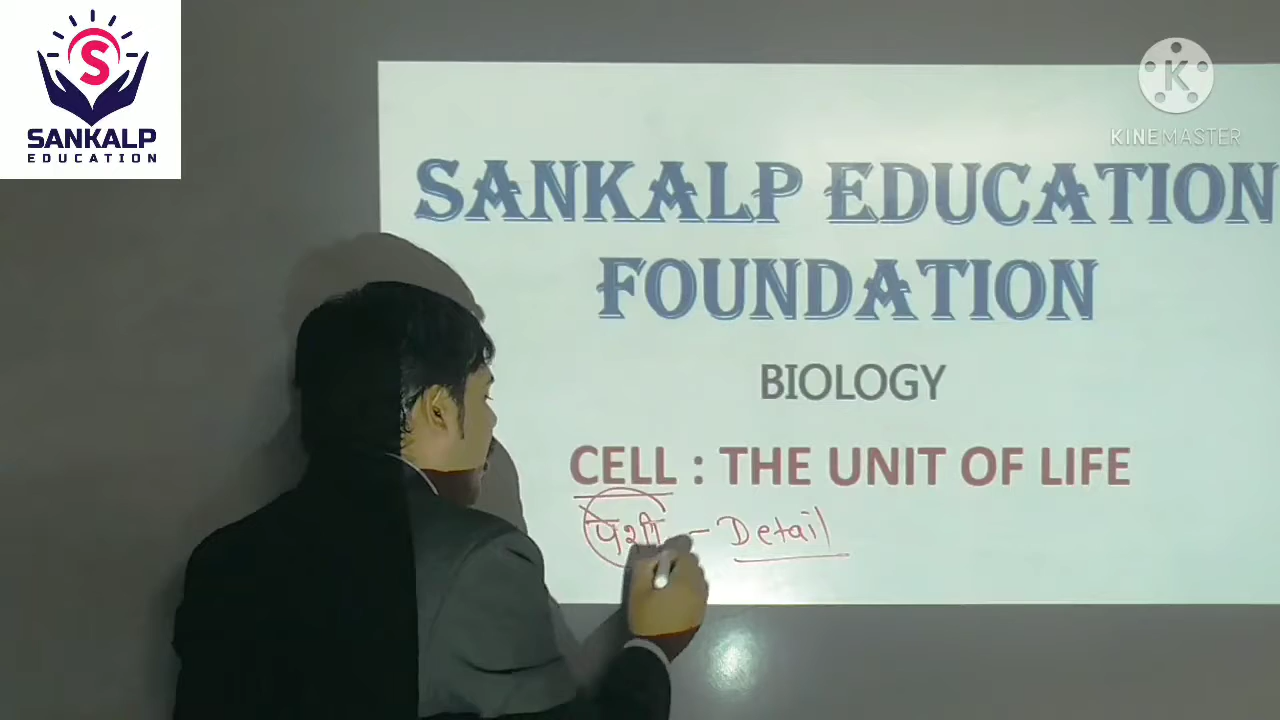 SANKALP
EDUCATION
KINEMASTER
SANKALP EDUCATION
FOUNDATION
BIOLOGY
CELL : THE UNIT OF LIFE
पेशी - Detail